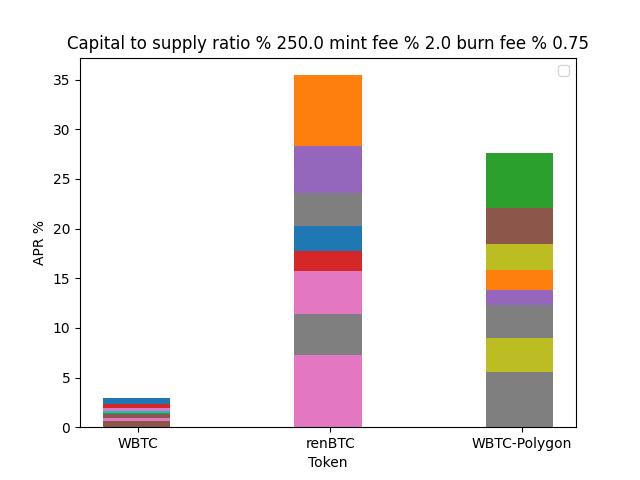 Capital to supply ratio % 250.0 mint fee % 2.0 burn fee % 0.75
APR %
35
30
25
20
15
10
5
0
WBTC renBTC WBTC-Polygon
Token